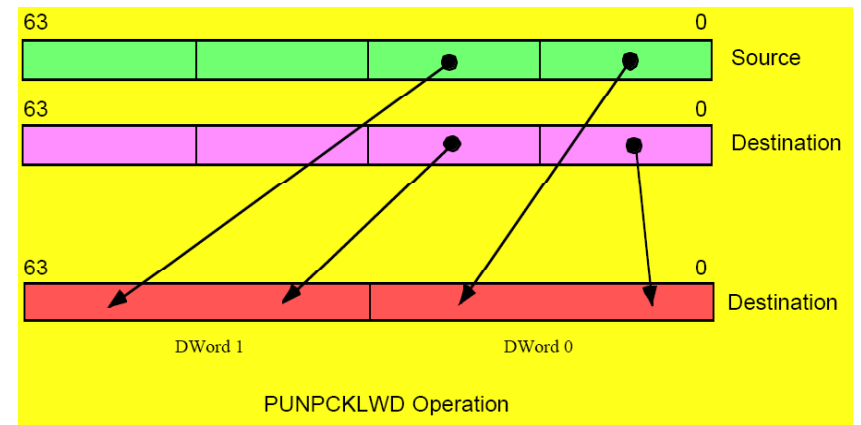 63 0
Source
63 0
Destination
63 0
Destination
DWord 1 DWord 0
PUNPCKLWD Operation